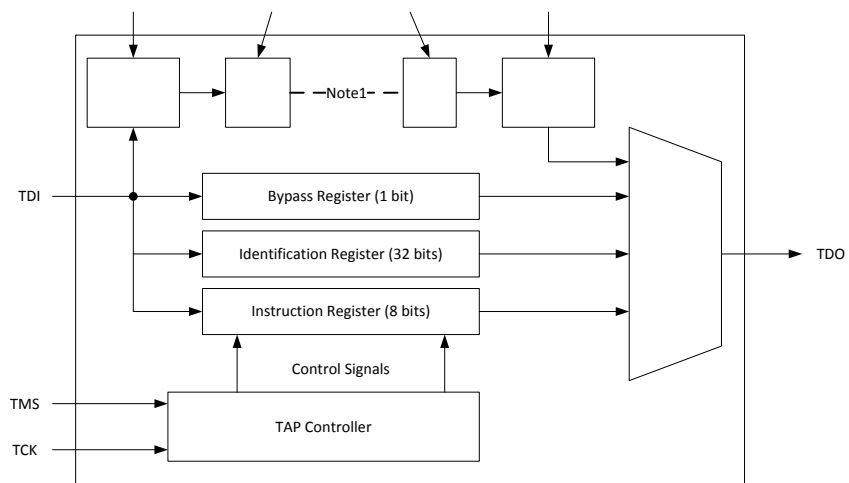 Note1
TDI
Bypass Register (1 bit)
Identification Register (32 bits)
TDO
Instruction Register (8 bits)
Control Signals
TMS
TAP Controller
TCK